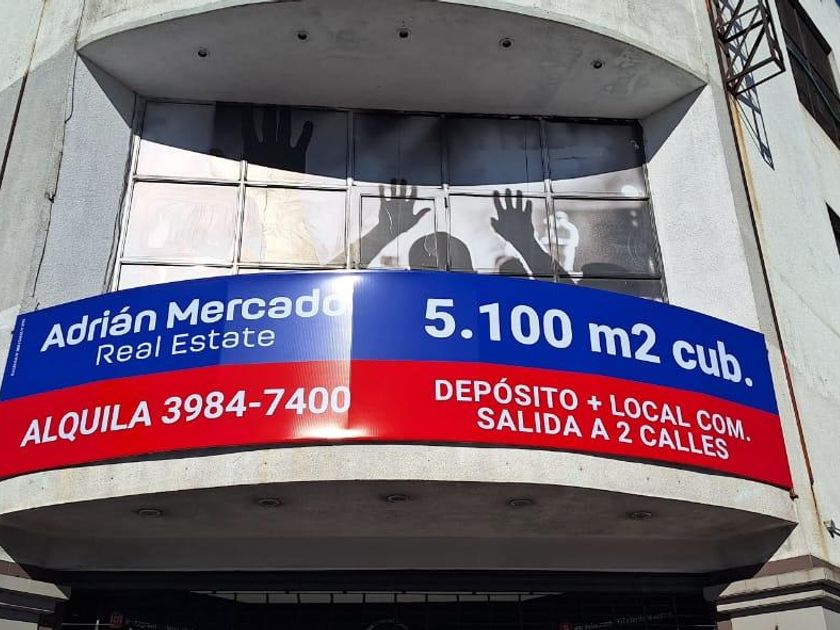 Adrián Mercado
Real Estate
5.100 m2 cub.
ALQUILA 3984-7400
DEPÓSITO + LOCAL COM.
SALIDA A 2 CALLES